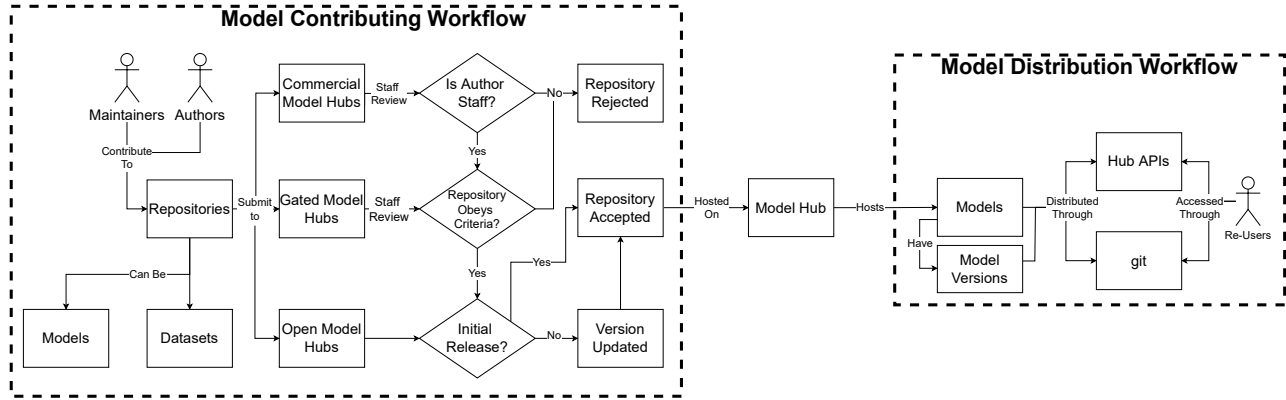 Model Contributing Workflow
Maintainers
Authors
Contribute
To
Repositories
Can Be
Models
Datasets
Submit
to
Commercial
Model Hubs
Staff
Review
Is Author
Staff?
No
Repository
Rejected
Yes
Gated Model
Hubs
Staff
Review
Repository
Obeys
Criteria?
Repository
Accepted
Yes
Yes
Open Model
Hubs
Initial
Release?
No
Version
Updated
Hosted
On
Model Hub
Hosts
Model Distribution Workflow
Models
Have
Model
Versions
Distributed
Through
Hub APIs
git
Accessed
Through
Re-Users